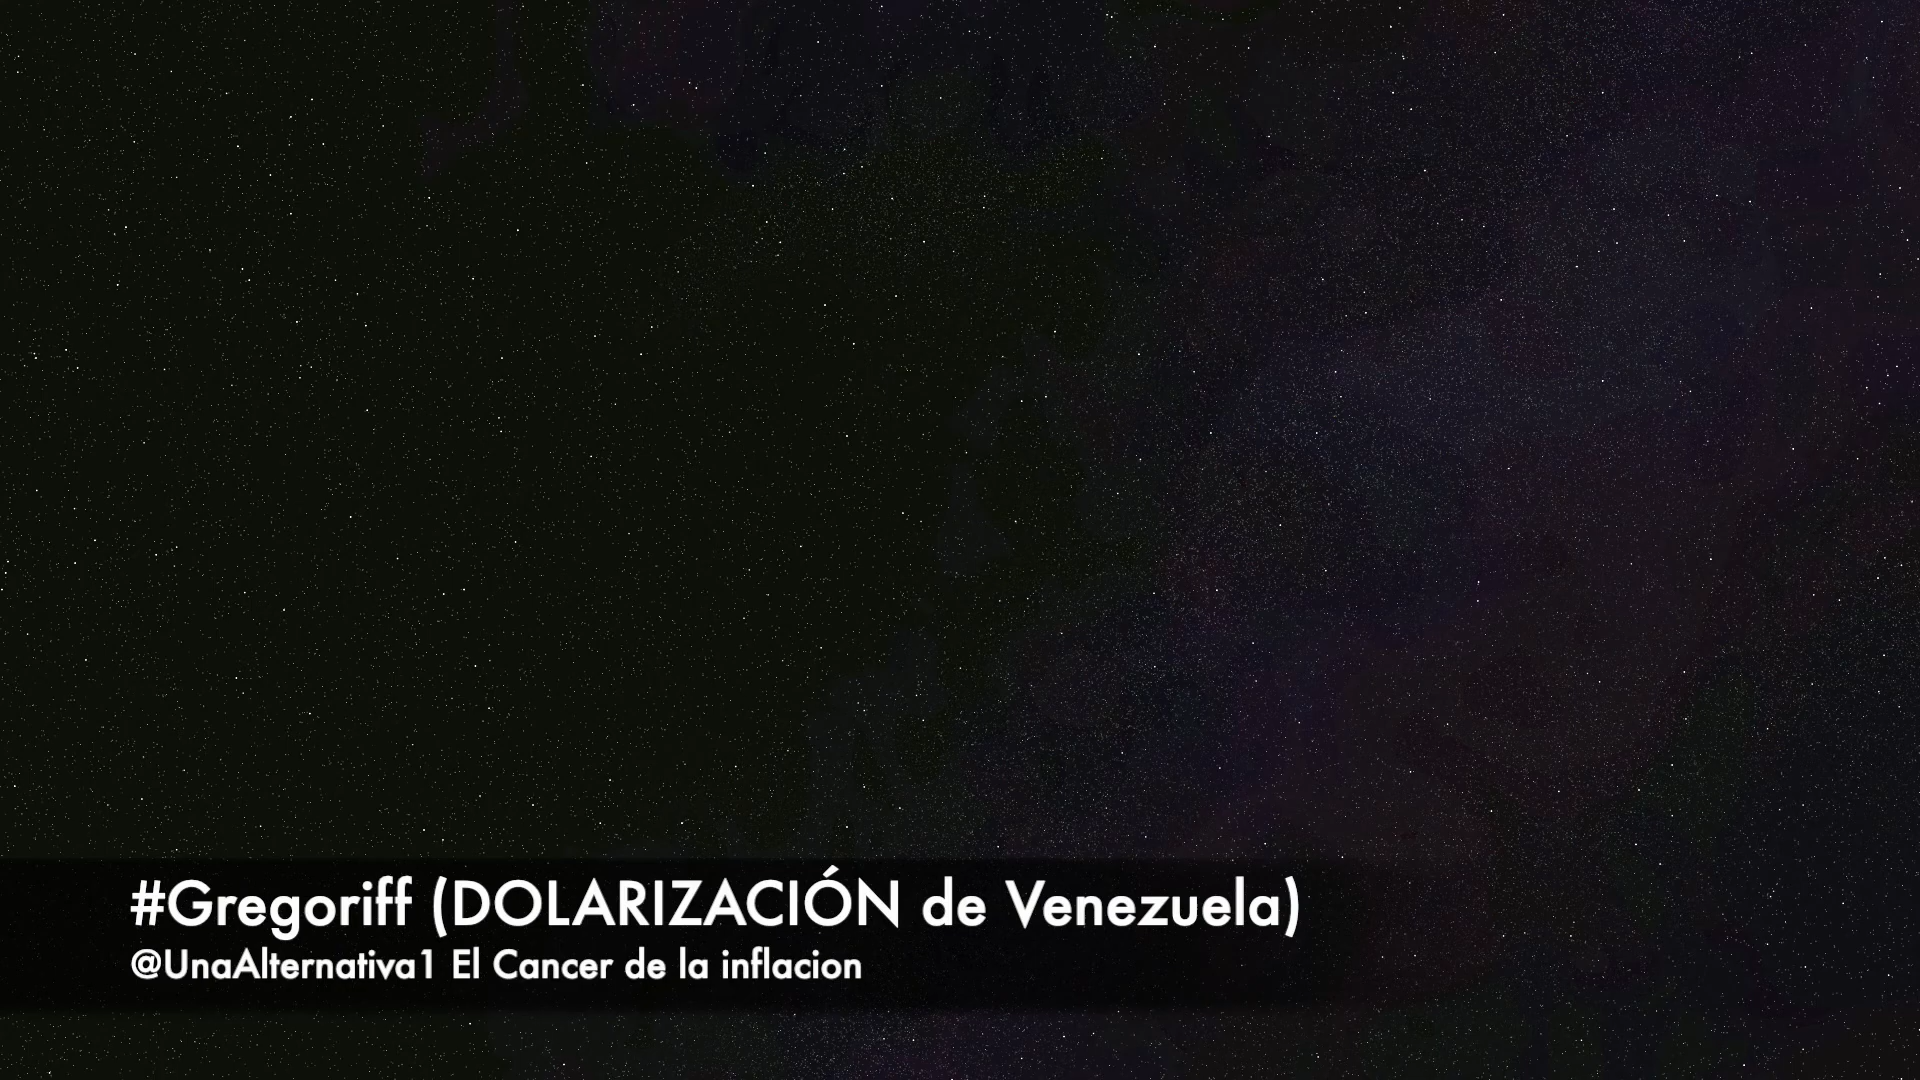 #Gregoriff (DOLARIZACIÓN de Venezuela)
@UnaAlternativa1 El Cancer de la inflacion